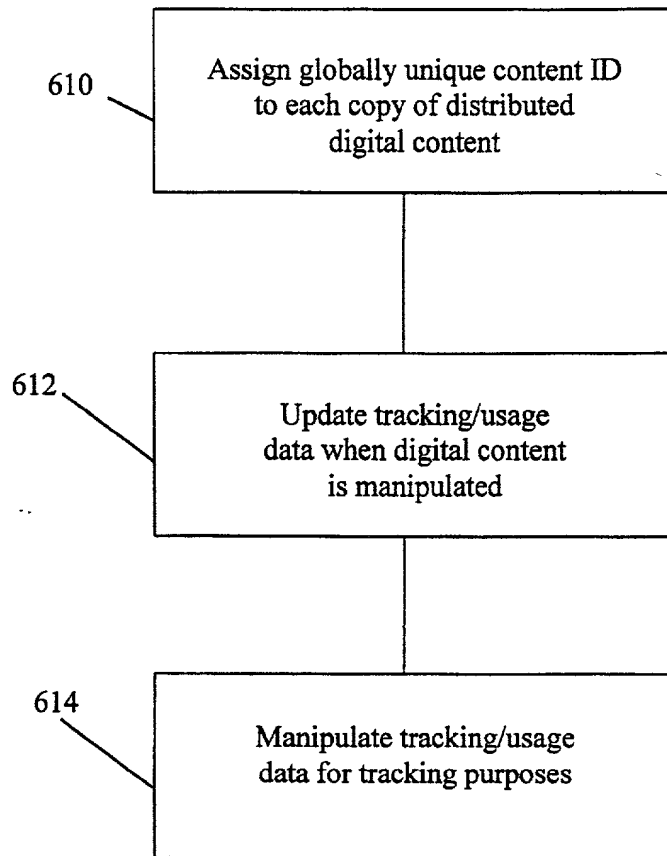 610
Assign globally unique content ID
to each copy of distributed
digital content
612
Update tracking/usage
data when digital content
is manipulated
614
Manipulate tracking/usage
data for tracking purposes